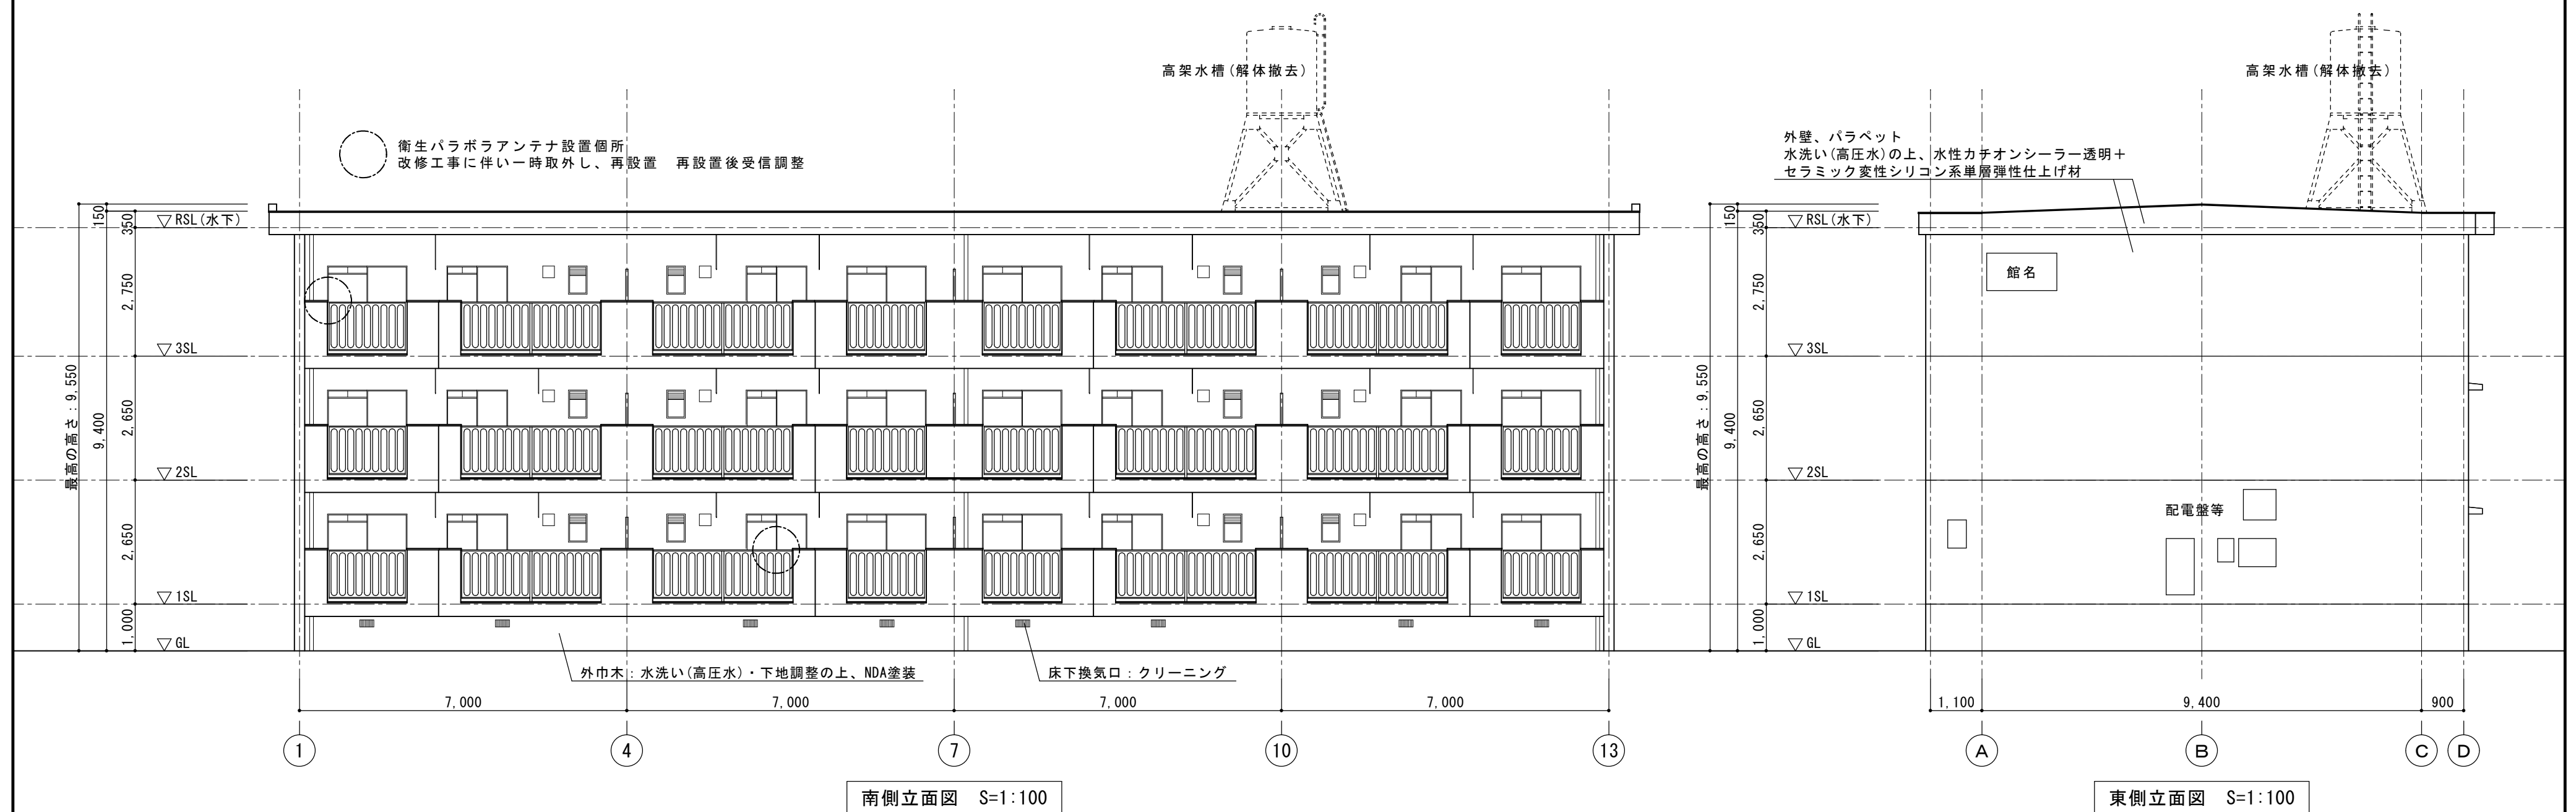 高架水槽(解体撤去)
高架水槽(解体撤去)
衛生パラボラアンテナ設置個所
改修工事に伴い一時取外し、再設置　再設置後受信調整
外壁、パラペット
水洗い(高圧水)の上、水性カチオンシーラー透明＋
セラミック変性シリコン系単層弾性仕上げ材
最高の高さ：9,550
9,400
150
350
2,750
2,650
2,650
1,000
▽ RSL(水下)
▽ 3SL
▽ 2SL
▽ 1SL
▽ GL
外巾木：水洗い(高圧水)・下地調整の上、NDA塗装
床下換気口：クリーニング
7,000
7,000
7,000
7,000
1
4
7
10
13
南側立面図　S=1:100
最高の高さ：9,550
9,400
150
350
2,750
2,650
2,650
1,000
▽ RSL(水下)
▽ 3SL
▽ 2SL
▽ 1SL
▽ GL
館名
配電盤等
1,100
9,400
900
A
B
C
D
東側立面図　S=1:100